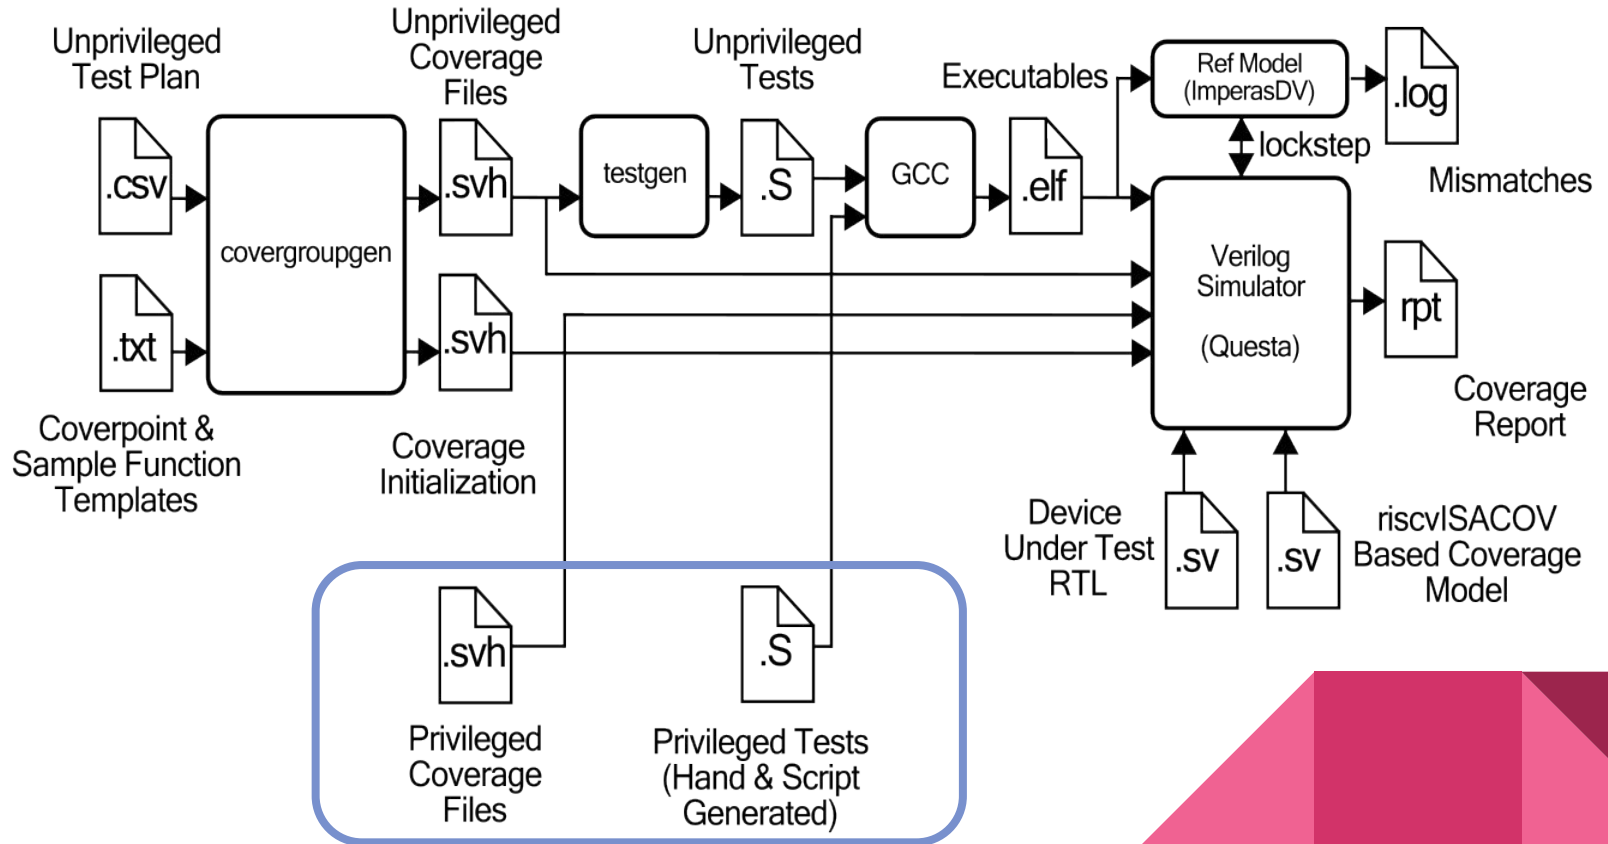 Unprivileged
Test Plan
.csv
.txt
Coverpoint &
Sample Function
Templates
covergroupgen
Unprivileged
Coverage
Files
.svh
.svh
Coverage
Initialization
testgen
Unprivileged
Tests
.S
GCC
Executables
.elf
Ref Model
(ImperasDV)
lockstep
.log
Mismatches
Verilog
Simulator
(Questa)
rpt
Coverage
Report
Device
Under Test
RTL
.sv
.sv
riscvISACOV
Based Coverage
Model
.svh
Privileged
Coverage
Files
.S
Privileged Tests
(Hand & Script
Generated)